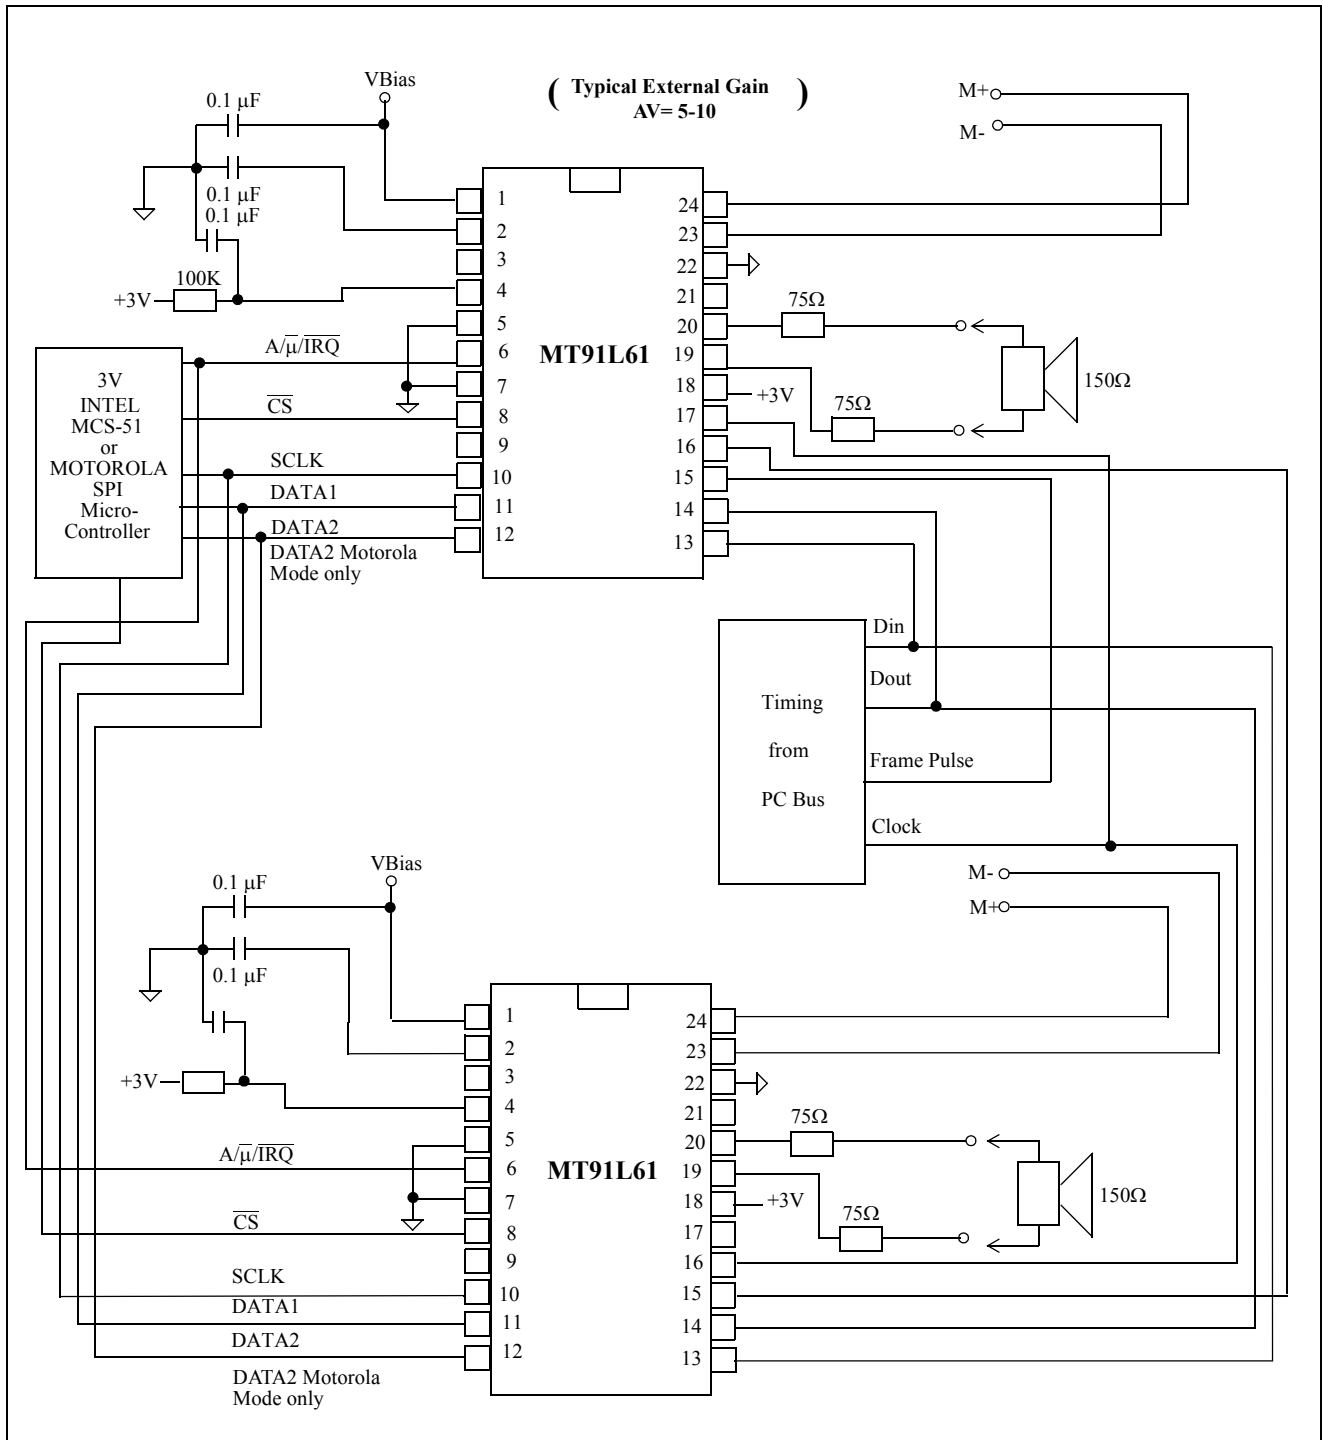 VBias
( Typical External Gain )
AV= 5-10
0.1 µF
0.1 µF
0.1 µF
100K
+3V
M+
M-
MT91L61
1
2
3
4
5
6
7
8
9
10
11
12
24
23
22
21
20
19
18
17
16
15
14
13
A/μ̅/I̅R̅Q̅
C̅S̅
SCLK
DATA1
DATA2
DATA2 Motorola
Mode only
3V
INTEL
MCS-51
or
MOTOROLA
SPI
Micro-
Controller
75Ω
75Ω
150Ω
+3V
Timing
from
PC Bus
Din
Dout
Frame Pulse
Clock
M-
M+
VBias
0.1 µF
0.1 µF
+3V
MT91L61
1
2
3
4
5
6
7
8
9
10
11
12
24
23
22
21
20
19
18
17
16
15
14
13
A/μ̅/I̅R̅Q̅
C̅S̅
SCLK
DATA1
DATA2
DATA2 Motorola
Mode only
75Ω
75Ω
150Ω
+3V